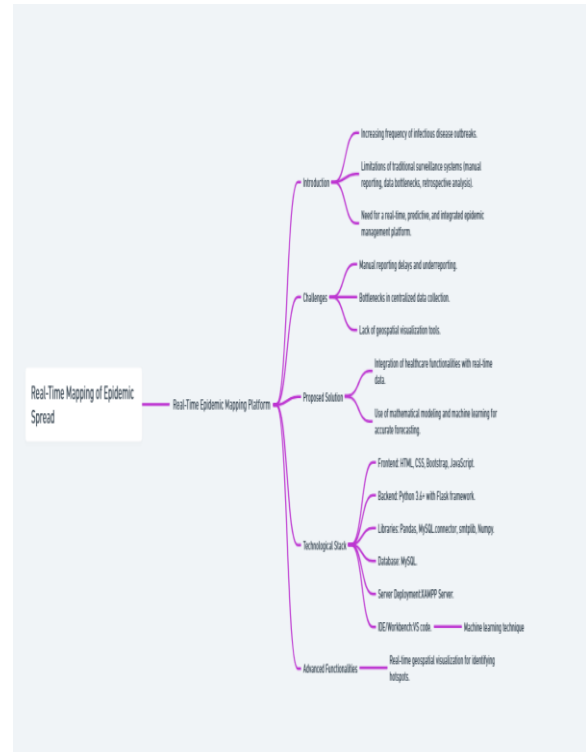 Real-Time Mapping of Epidemic
Spread
Real-Time Epidemic Mapping Platform
Introduction
Increasing frequency of infectious disease outbreaks.
Limitations of traditional surveillance systems (manual
reporting, data bottlenecks, retrospective analysis).
Need for a real-time, predictive, and integrated epidemic
management platform.
Challenges
Manual reporting delays and underreporting.
Bottlenecks in centralized data collection.
Lack of geospatial visualization tools.
Proposed Solution
Integration of healthcare functionalities with real-time
data.
Use of mathematical modeling and machine learning for
accurate forecasting.
Technological Stack
Frontend: HTML, CSS, Bootstrap, JavaScript.
Backend: Python 3.6+ with Flask framework.
Libraries: Pandas, MySQL.connector, smtplib, Numpy.
Database: MySQL.
Server Deployment:XAMPP Server.
IDE/Workbench:VS code.
Machine learning technique
Advanced Functionalities
Real-time geospatial visualization for identifying
hotspots.